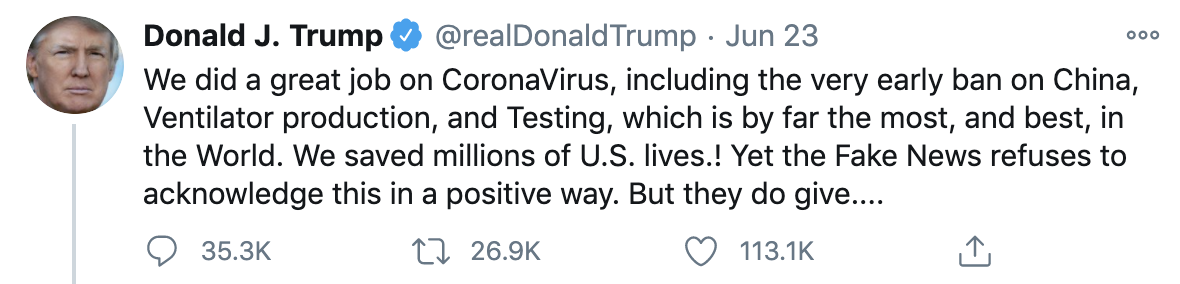 Donald J. Trump @realDonaldTrump · Jun 23
We did a great job on CoronaVirus, including the very early ban on China,
Ventilator production, and Testing, which is by far the most, and best, in
the World. We saved millions of U.S. lives.! Yet the Fake News refuses to
acknowledge this in a positive way. But they do give....
35.3K 26.9K 113.1K